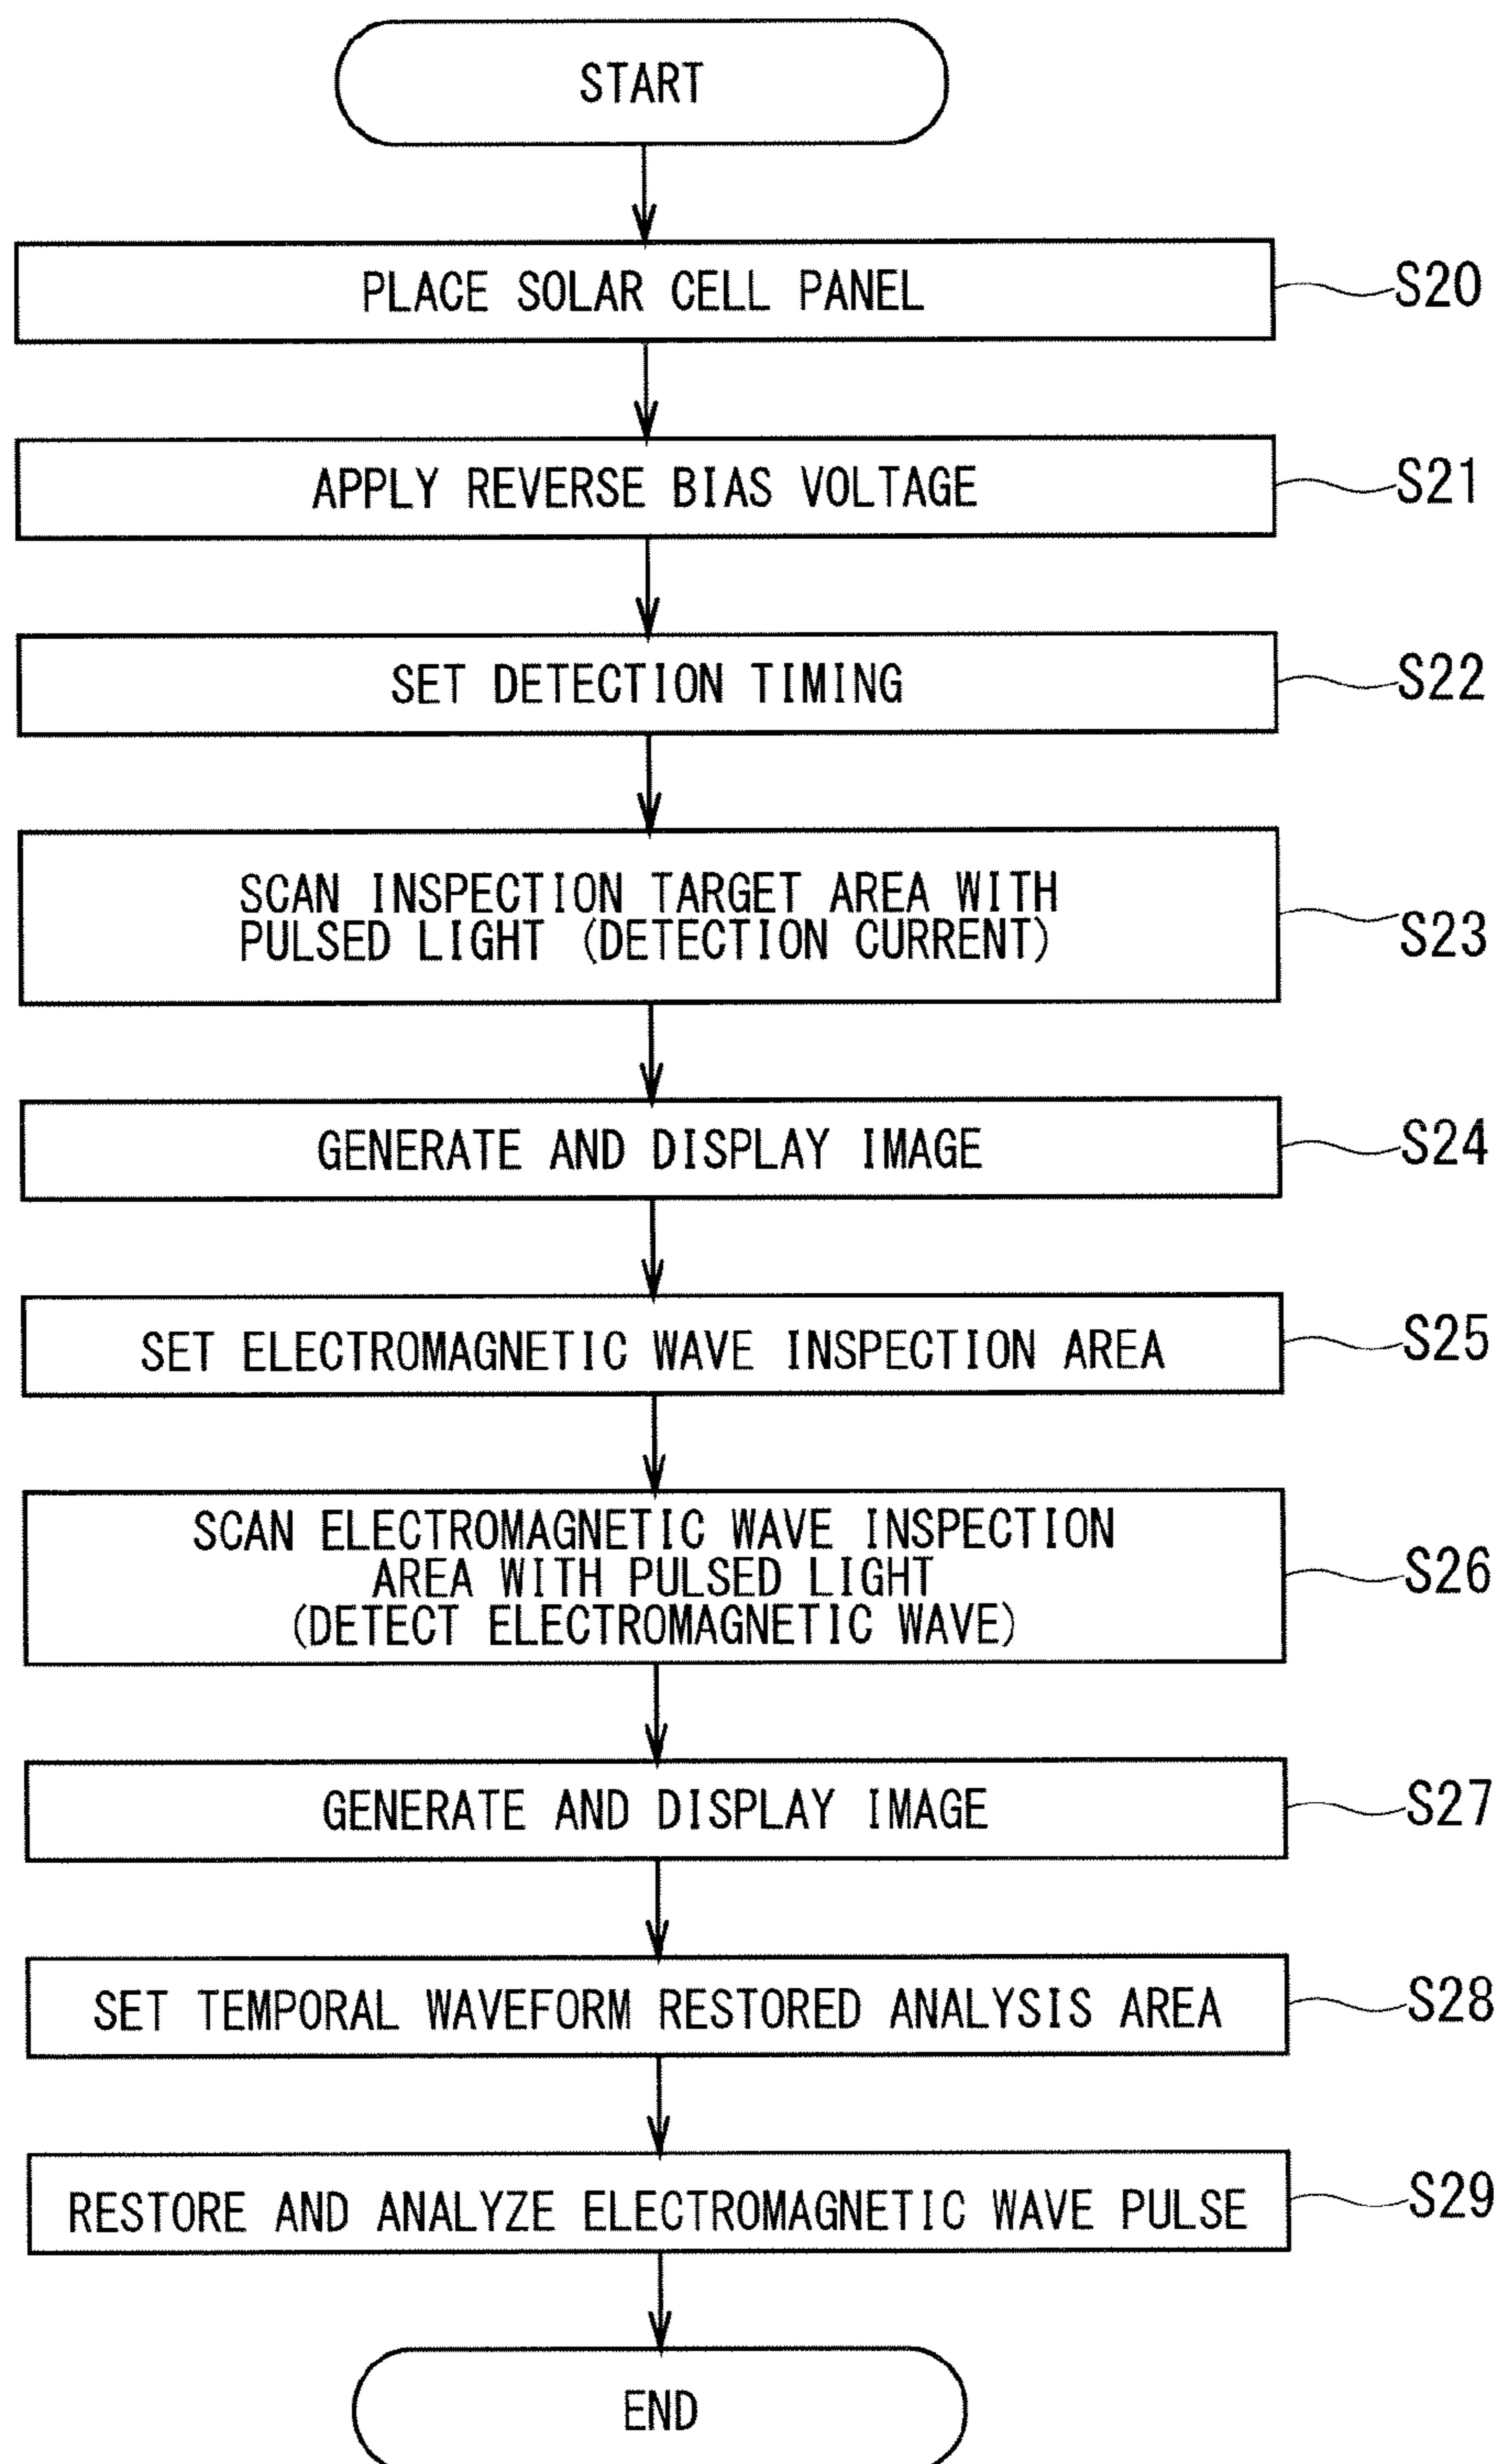 START
PLACE SOLAR CELL PANEL
S20
APPLY REVERSE BIAS VOLTAGE
S21
SET DETECTION TIMING
S22
SCAN INSPECTION TARGET AREA WITH
PULSED LIGHT (DETECTION CURRENT)
S23
GENERATE AND DISPLAY IMAGE
S24
SET ELECTROMAGNETIC WAVE INSPECTION AREA
S25
SCAN ELECTROMAGNETIC WAVE INSPECTION
AREA WITH PULSED LIGHT
(DETECT ELECTROMAGNETIC WAVE)
S26
GENERATE AND DISPLAY IMAGE
S27
SET TEMPORAL WAVEFORM RESTORED ANALYSIS AREA
S28
RESTORE AND ANALYZE ELECTROMAGNETIC WAVE PULSE
S29
END